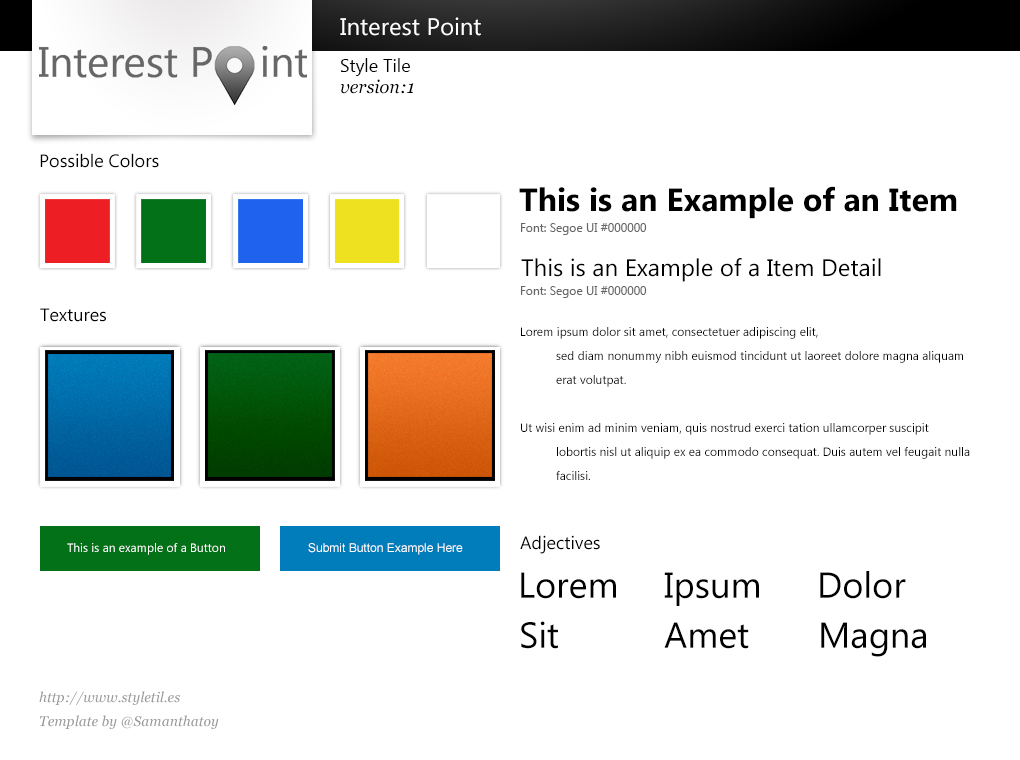 Interest Point
Interest Point
Style Tile
version:1
Possible Colors
Textures
This is an example of a Button
Submit Button Example Here
This is an Example of an Item
Font: Segoe UI #000000
This is an Example of a Item Detail
Font: Segoe UI #000000
Lorem ipsum dolor sit amet, consectetuer adipiscing elit,
sed diam nonummy nibh euismod tincidunt ut laoreet dolore magna aliquam
erat volutpat.
Ut wisi enim ad minim veniam, quis nostrud exerci tation ullamcorper suscipit
lobortis nisl ut aliquip ex ea commodo consequat. Duis autem vel feugait nulla
facilisi.
Adjectives
Lorem Ipsum Dolor
Sit Amet Magna
http://www.styletil.es
Template by @Samanthatoy